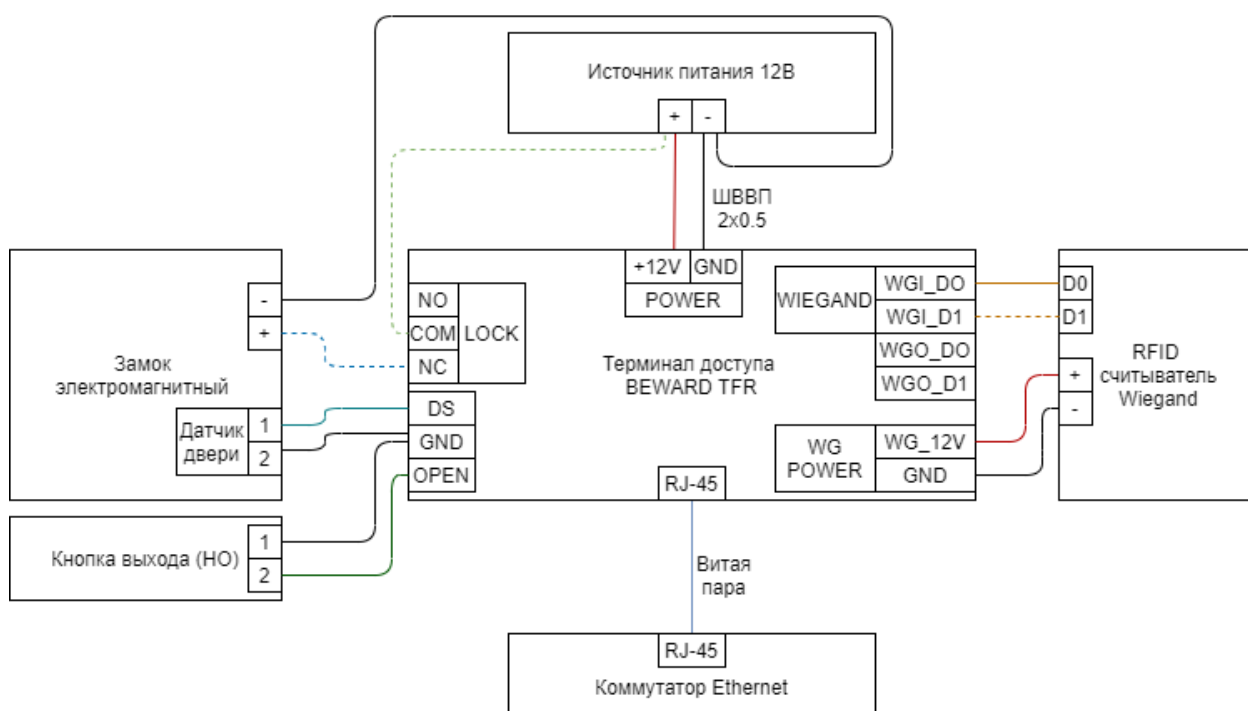 Источник питания 12В
+
-
ШВВП
2x0.5
-
+
Замок
электромагнитный
Датчик
двери
1
2
Кнопка выхода (НО)
1
2
NO
COM
NC
LOCK
DS
GND
OPEN
+12V
GND
POWER
Терминал доступа
BEWARD TFR
WIEGAND
WGI_DO
WGI_D1
WGO_DO
WGO_D1
WG
POWER
WG_12V
GND
RJ-45
D0
D1
+
-
RFID
считыватель
Wiegand
Витая
пара
RJ-45
Коммутатор Ethernet